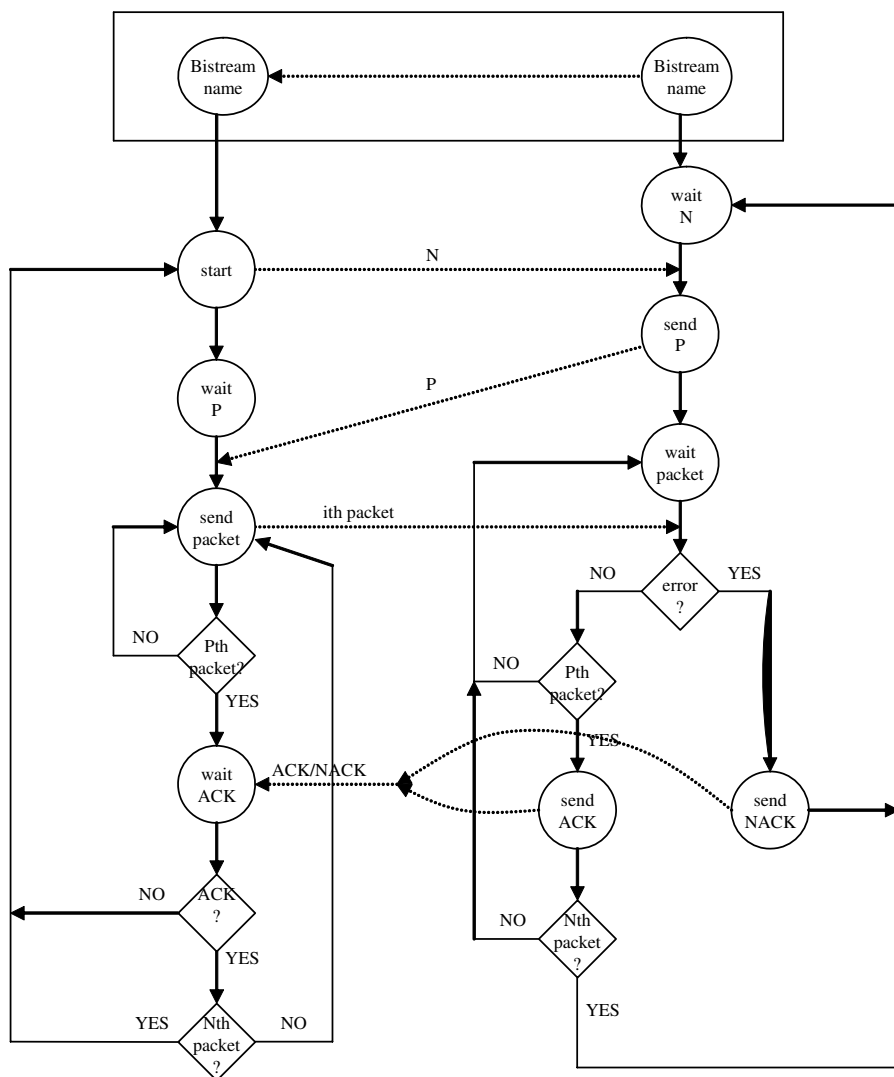 Bistream
name
Bistream
name
wait
N
start
N
send
P
wait
P
P
wait
packet
send
packet
ith packet
error
?
NO
YES
NO
Pth
packet?
YES
NO
Pth
packet?
YES
wait
ACK
ACK/NACK
send
ACK
send
NACK
NO
ACK
?
YES
NO
Nth
packet
?
YES
YES
Nth
packet
?
NO